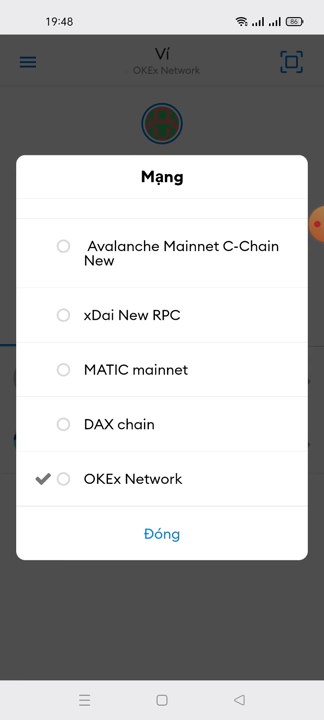 19:48
86
Ví
OKEx Network
Mạng
Avalanche Mainnet C-Chain
New
xDai New RPC
MATIC mainnet
DAX chain
OKEx Network
Đóng